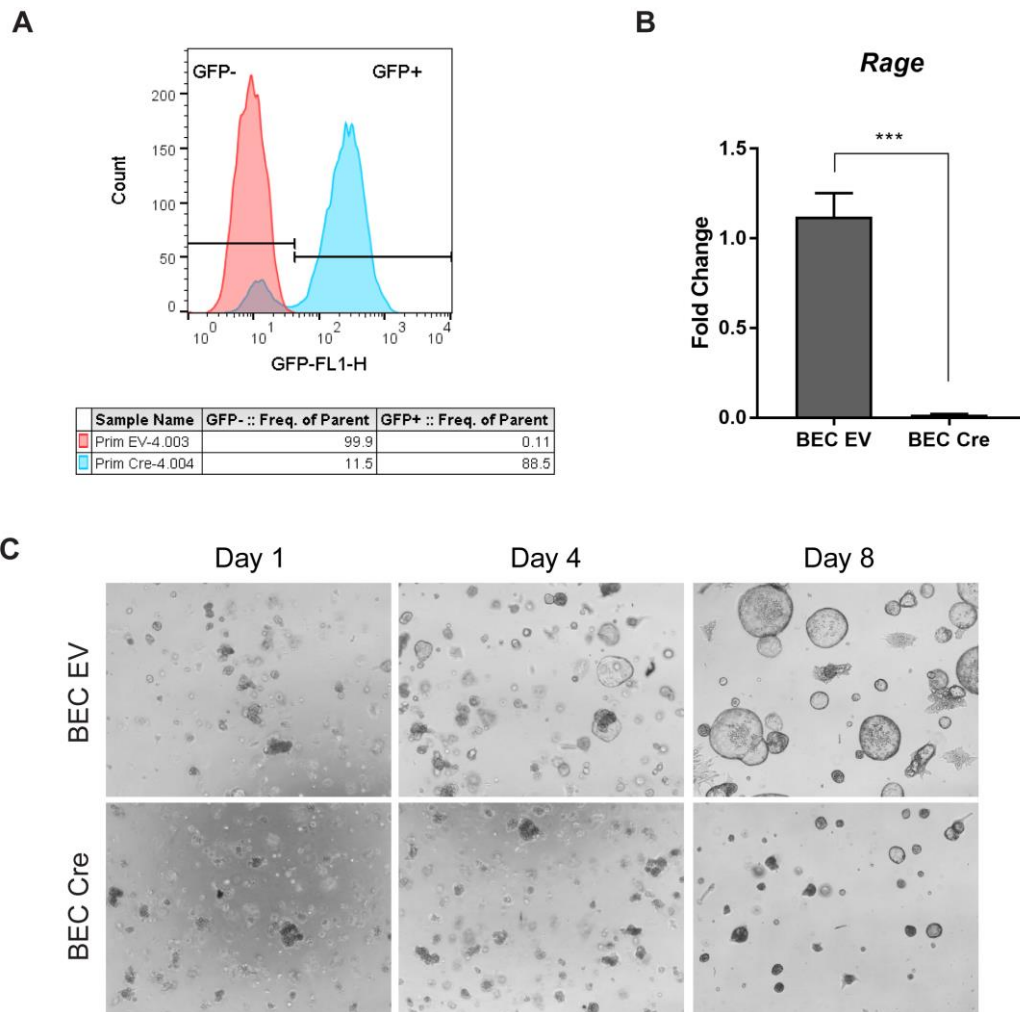 A
GFP-
GFP+
200
150
100
50
0
Count
10^0 10^1 10^2 10^3 10^4
GFP-FL1-H
Sample Name GFP- :: Freq. of Parent GFP+ :: Freq. of Parent
Prim EV-4.003 99.9 0.11
Prim Cre-4.004 11.5 88.5
B
Rage
***
1.5
1.0
0.5
0.0
Fold Change
BEC EV BEC Cre
C
Day 1 Day 4 Day 8
BEC EV
BEC Cre